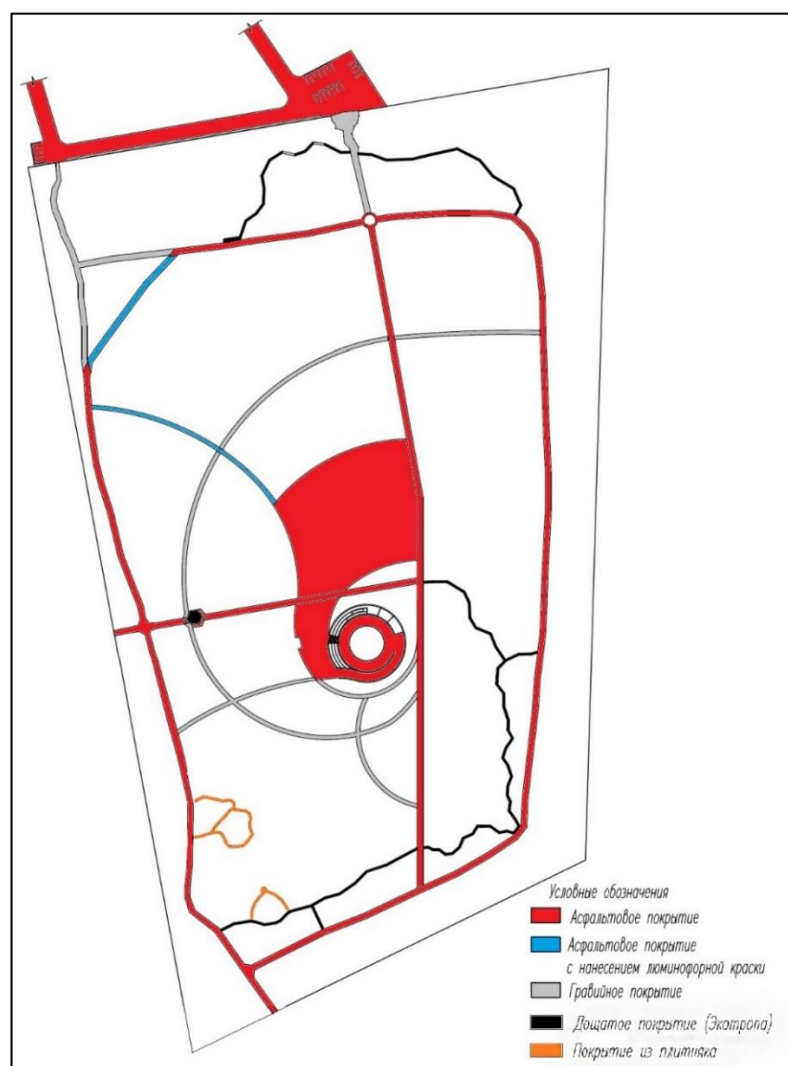 Условные обозначения
Асфальтовое покрытие
Асфальтовое покрытие
с нанесением люминофорной краски
Гравийное покрытие
Дощатое покрытие (Экотропа)
Покрытие из плитняка